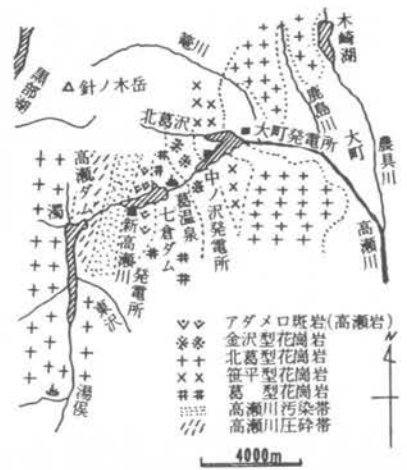 木崎湖
黒部湖
籠川
△針ノ木岳
鹿島川
北葛沢
大町発電所
大町
農具川
高瀬ダム
濁
中ノ沢発電所
葛温泉
七倉ダム
新高瀬川発電所
高瀬川
東沢
湯俣
アダメロ斑岩(高瀬岩)
金沢型花崗岩
北葛型花崗岩
笹平型花崗岩
葛型花崗岩
高瀬川汚染帯
高瀬川圧砕帯
N
4000m